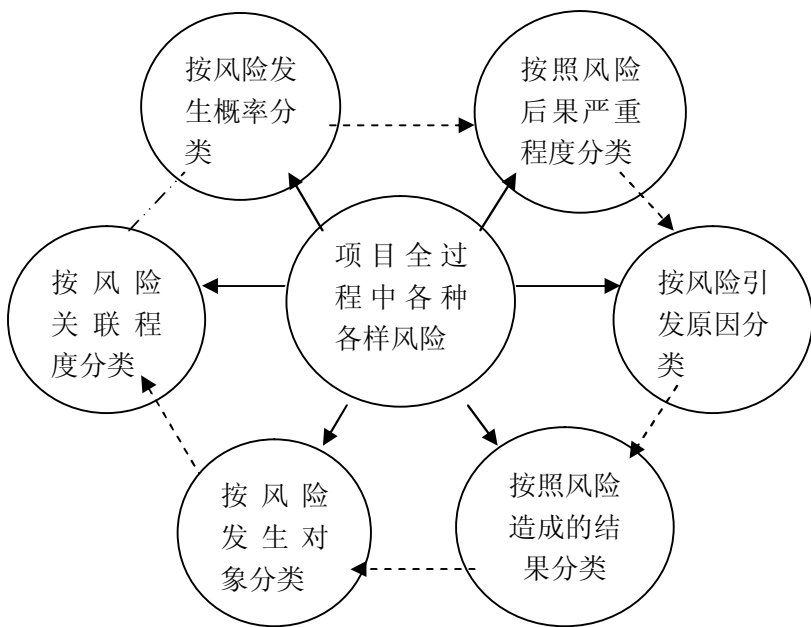 按风险发
生概率分
类
按照风险
后果严重
程度分类
项目全过
程中各种
各样风险
按风险
关联程
度分类
按风险引
发原因分
类
按风险
发生对
象分类
按照风险
造成的结
果分类